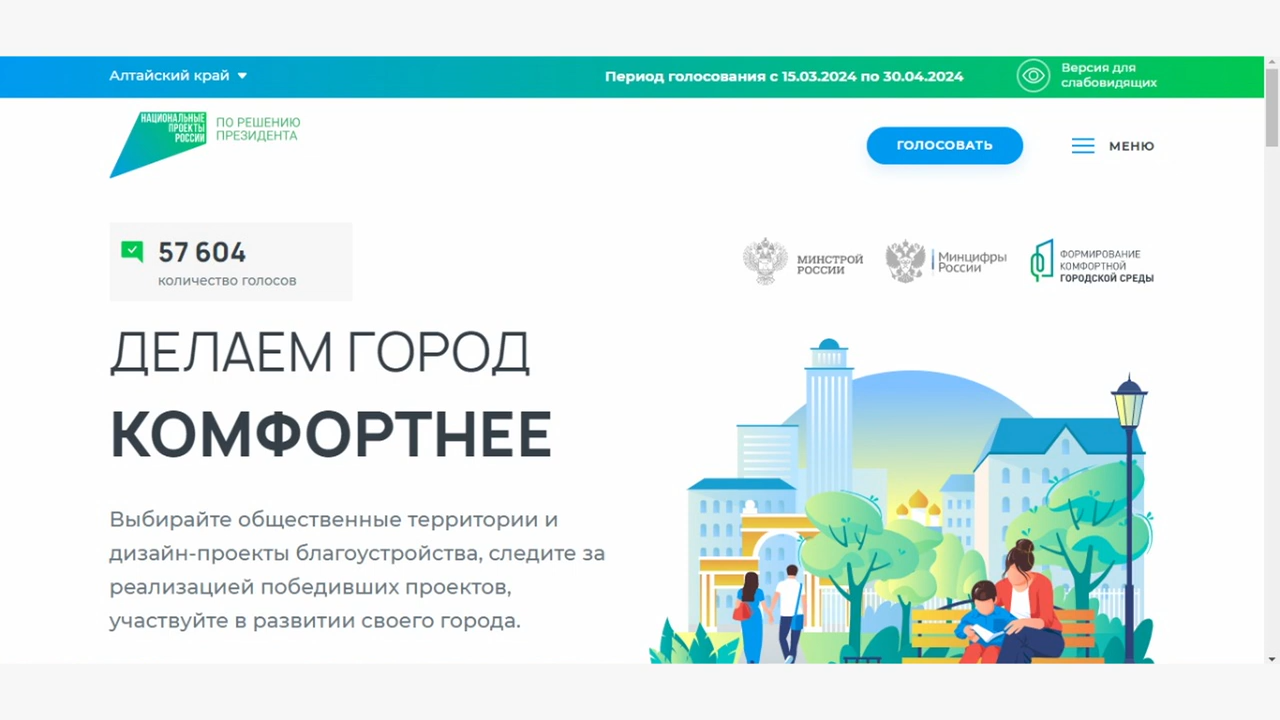 Алтайский край
Период голосования с 15.03.2024 по 30.04.2024
Версия для
слабовидящих
НАЦИОНАЛЬНЫЕ
ПРОЕКТЫ
РОССИИ
ПО РЕШЕНИЮ
ПРЕЗИДЕНТА
ГОЛОСОВАТЬ
МЕНЮ
57 604
количество голосов
МИНСТРОЙ
РОССИИ
Минцифры
России
ФОРМИРОВАНИЕ
КОМФОРТНОЙ
ГОРОДСКОЙ СРЕДЫ
ДЕЛАЕМ ГОРОД
КОМФОРТНЕЕ
Выбирайте общественные территории и
дизайн-проекты благоустройства, следите за
реализацией победивших проектов,
участвуйте в развитии своего города.